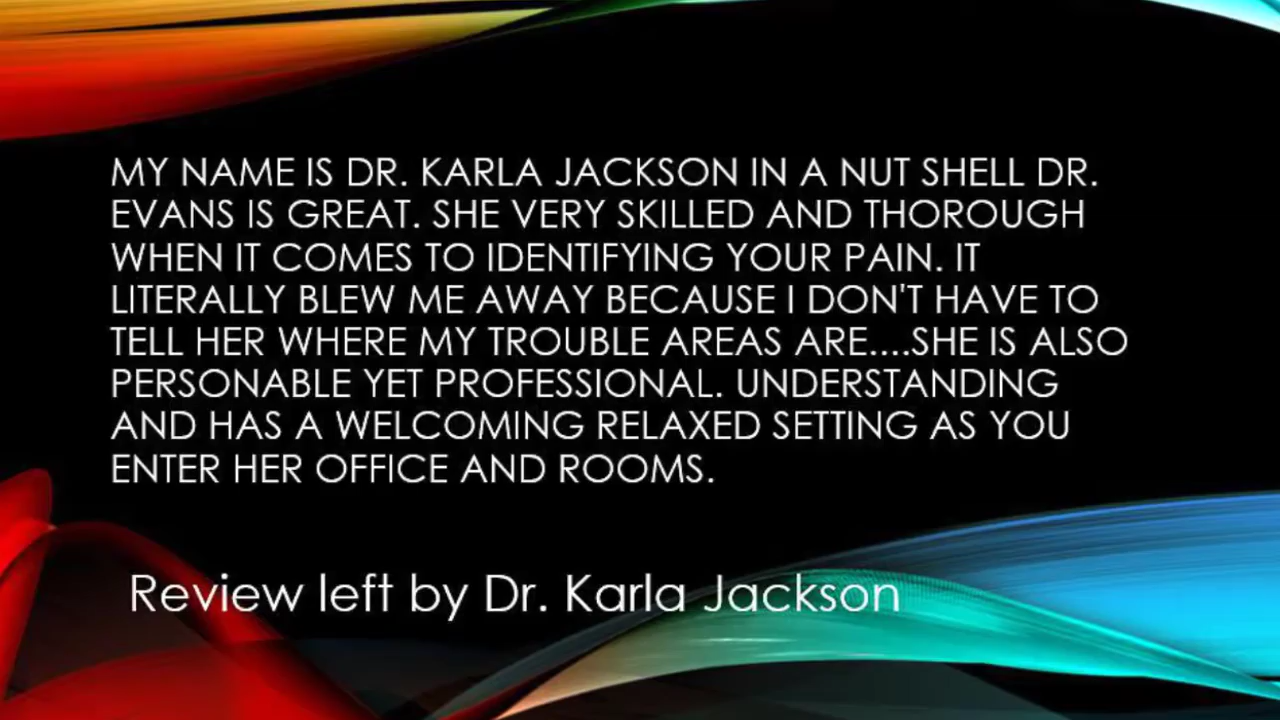 MY NAME IS DR. KARLA JACKSON IN A NUT SHELL DR.
EVANS IS GREAT. SHE VERY SKILLED AND THOROUGH
WHEN IT COMES TO IDENTIFYING YOUR PAIN. IT
LITERALLY BLEW ME AWAY BECAUSE I DON'T HAVE TO
TELL HER WHERE MY TROUBLE AREAS ARE....SHE IS ALSO
PERSONABLE YET PROFESSIONAL. UNDERSTANDING
AND HAS A WELCOMING RELAXED SETTING AS YOU
ENTER HER OFFICE AND ROOMS.
Review left by Dr. Karla Jackson